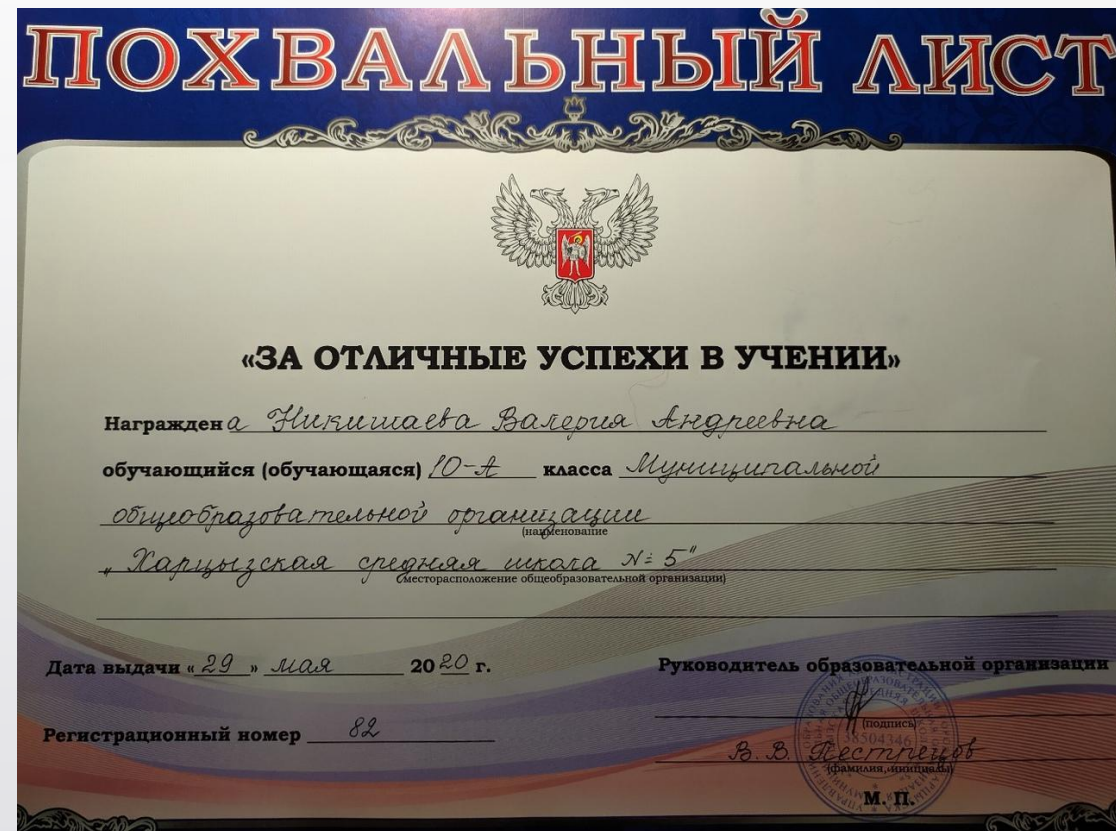 ПОХВАЛЬНЫЙ ЛИСТ
«ЗА ОТЛИЧНЫЕ УСПЕХИ В УЧЕНИИ»
Награждена Никишаева Валерия Андреевна
обучающийся (обучающаяся) 10-А класса Муниципальной
общеобразовательной организации
(наименование
"Харцызская средняя школа №5"
месторасположение общеобразовательной организации)
Дата выдачи «29» мая 2020 г.
Руководитель образовательной организации
(подпись)
38504346
Регистрационный номер 82
В. В. Пестрецов
(фамилия, инициалы)
М. П.